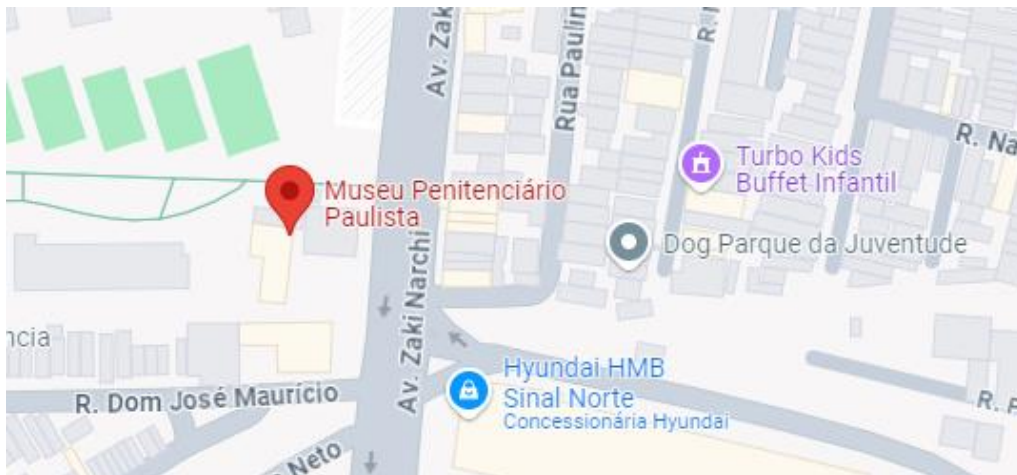 Av. Zak
Rua Paulin
R.
R. Na
Turbo Kids
Buffet Infantil
Museu Penitenciário
Paulista
Dog Parque da Juventude
Av. Zaki Narchi
ncia
Hyundai HMB
Sinal Norte
Concessionária Hyundai
R. Dom José Maurício
Av.
R.
Neto